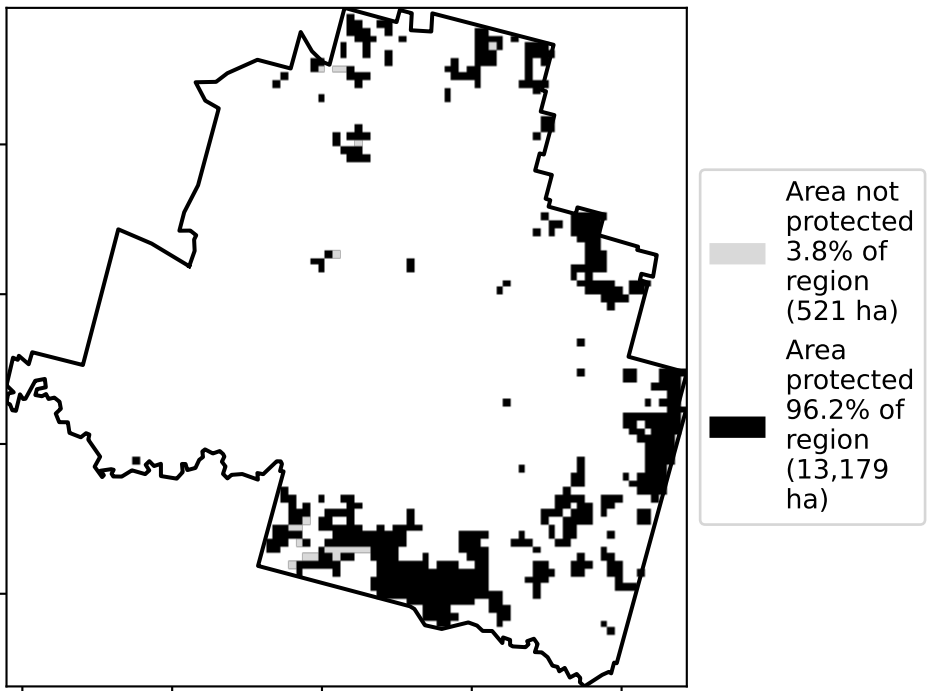 Area not
protected
3.8% of
region
(521 ha)
Area
protected
96.2% of
region
(13,179
ha)